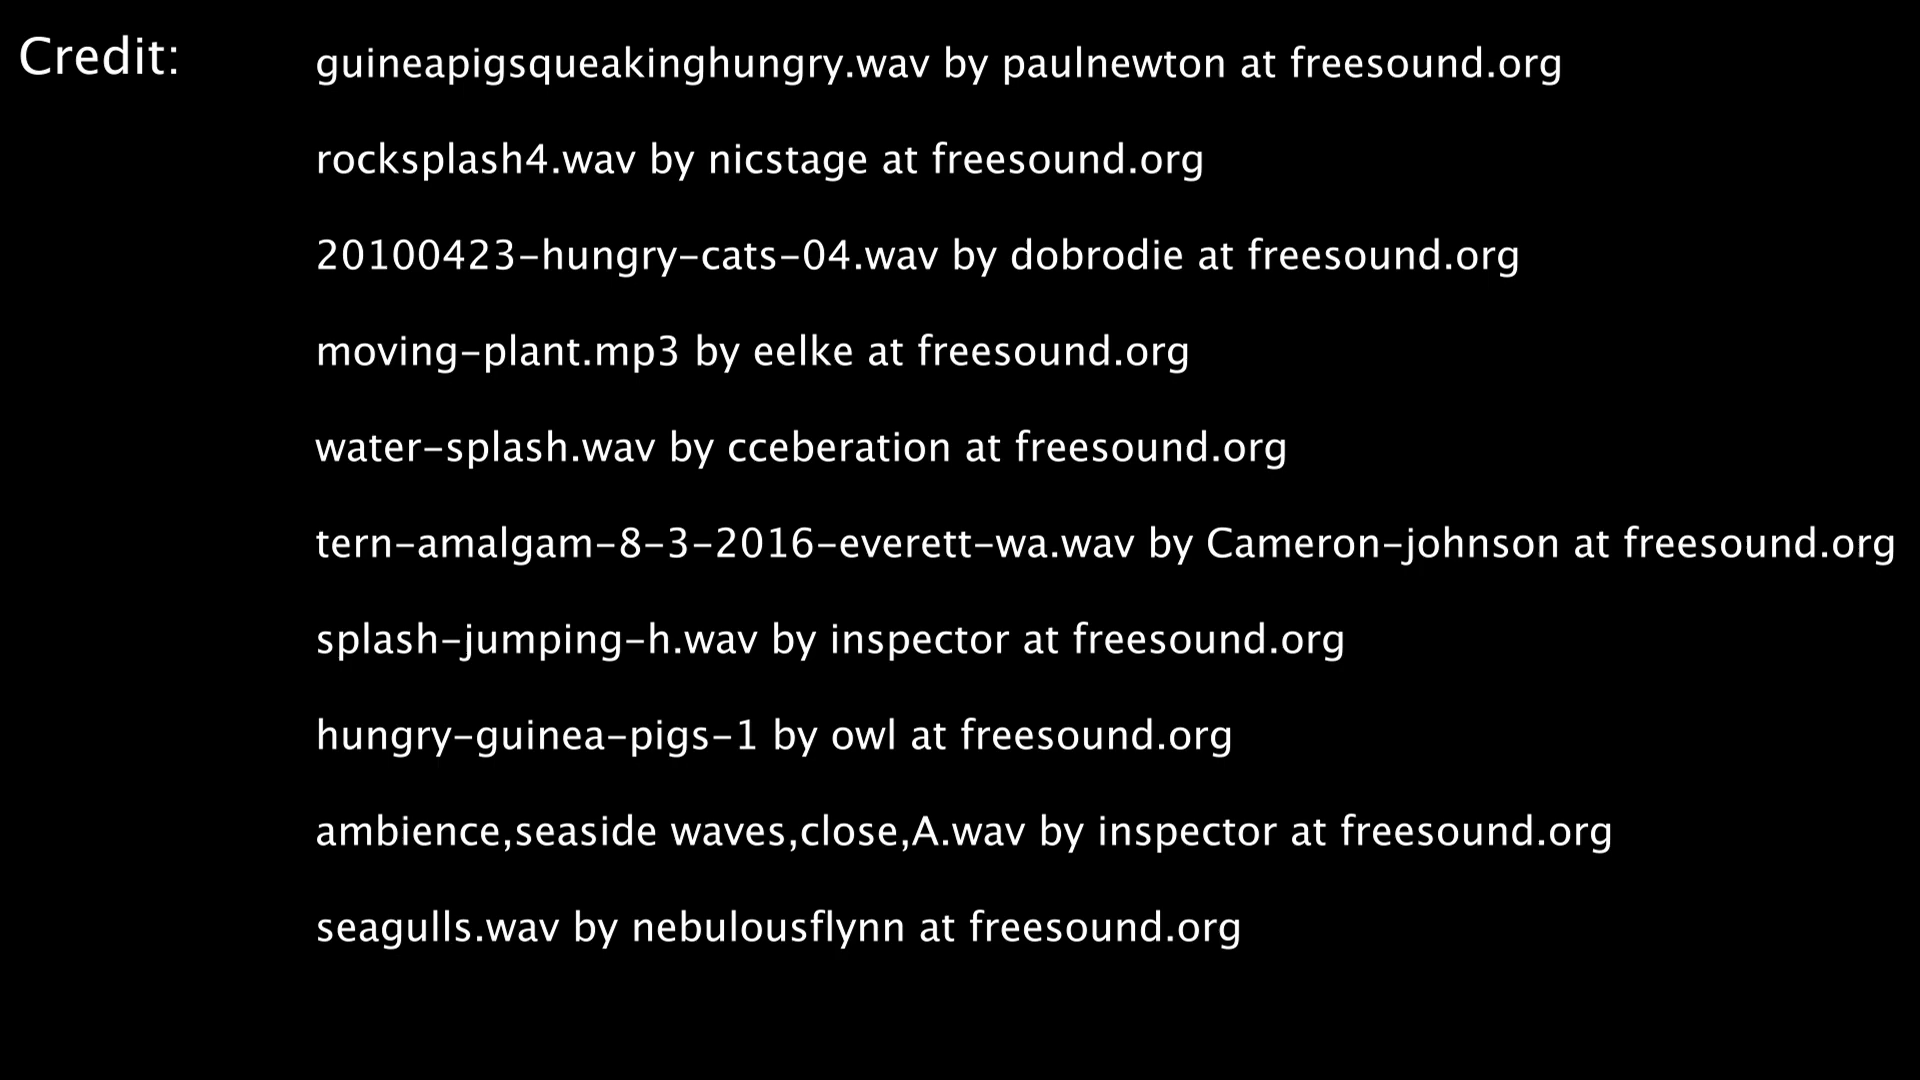 Credit:
guineapigsqueakinghungry.wav by paulnewton at freesound.org
rocksplash4.wav by nicstage at freesound.org
20100423-hungry-cats-04.wav by dobrodie at freesound.org
moving-plant.mp3 by eelke at freesound.org
water-splash.wav by cceberation at freesound.org
tern-amalgam-8-3-2016-everett-wa.wav by Cameron-johnson at freesound.org
splash-jumping-h.wav by inspector at freesound.org
hungry-guinea-pigs-1 by owl at freesound.org
ambience,seaside waves,close,A.wav by inspector at freesound.org
seagulls.wav by nebulousflynn at freesound.org